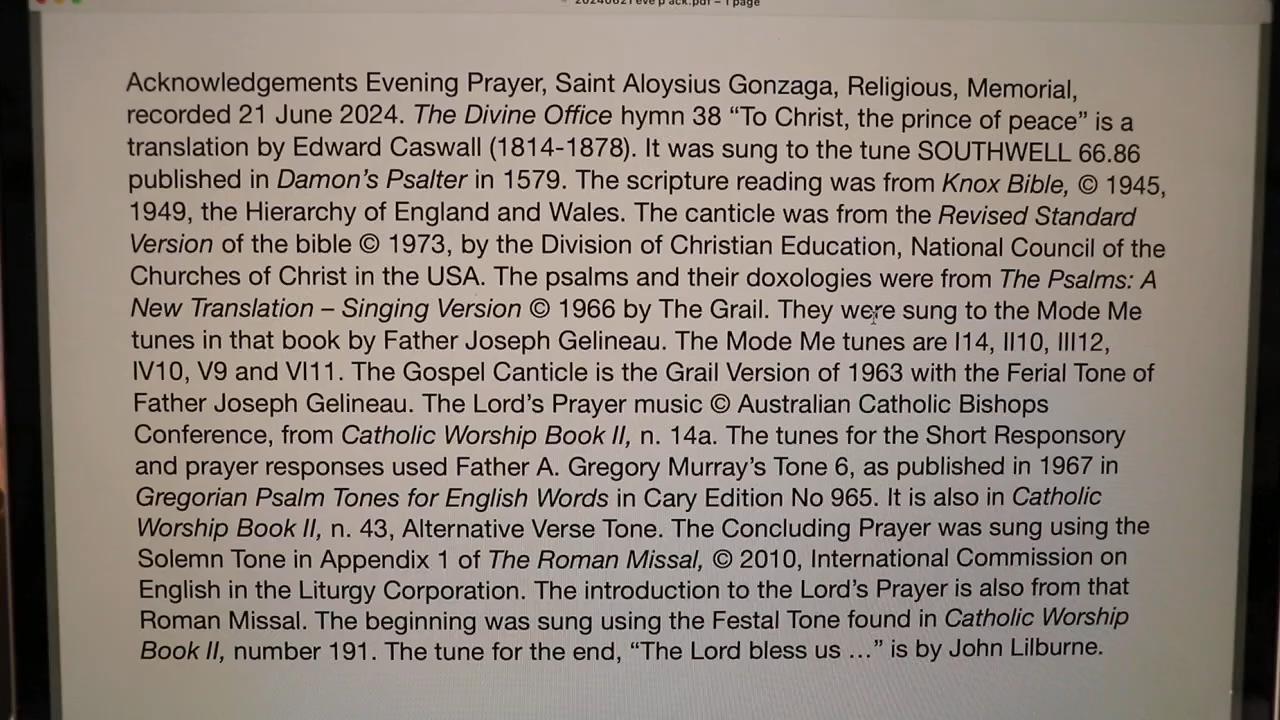 20240621 eve p ack.pdf – 1 page
Acknowledgements Evening Prayer, Saint Aloysius Gonzaga, Religious, Memorial,
recorded 21 June 2024. The Divine Office hymn 38 “To Christ, the prince of peace” is a
translation by Edward Caswall (1814-1878). It was sung to the tune SOUTHWELL 66.86
published in Damon’s Psalter in 1579. The scripture reading was from Knox Bible, © 1945,
1949, the Hierarchy of England and Wales. The canticle was from the Revised Standard
Version of the bible © 1973, by the Division of Christian Education, National Council of the
Churches of Christ in the USA. The psalms and their doxologies were from The Psalms: A
New Translation – Singing Version © 1966 by The Grail. They were sung to the Mode Me
tunes in that book by Father Joseph Gelineau. The Mode Me tunes are I14, II10, III12,
IV10, V9 and VI11. The Gospel Canticle is the Grail Version of 1963 with the Ferial Tone of
Father Joseph Gelineau. The Lord’s Prayer music © Australian Catholic Bishops
Conference, from Catholic Worship Book II, n. 14a. The tunes for the Short Responsory
and prayer responses used Father A. Gregory Murray’s Tone 6, as published in 1967 in
Gregorian Psalm Tones for English Words in Cary Edition No 965. It is also in Catholic
Worship Book II, n. 43, Alternative Verse Tone. The Concluding Prayer was sung using the
Solemn Tone in Appendix 1 of The Roman Missal, © 2010, International Commission on
English in the Liturgy Corporation. The introduction to the Lord’s Prayer is also from that
Roman Missal. The beginning was sung using the Festal Tone found in Catholic Worship
Book II, number 191. The tune for the end, “The Lord bless us …” is by John Lilburne.